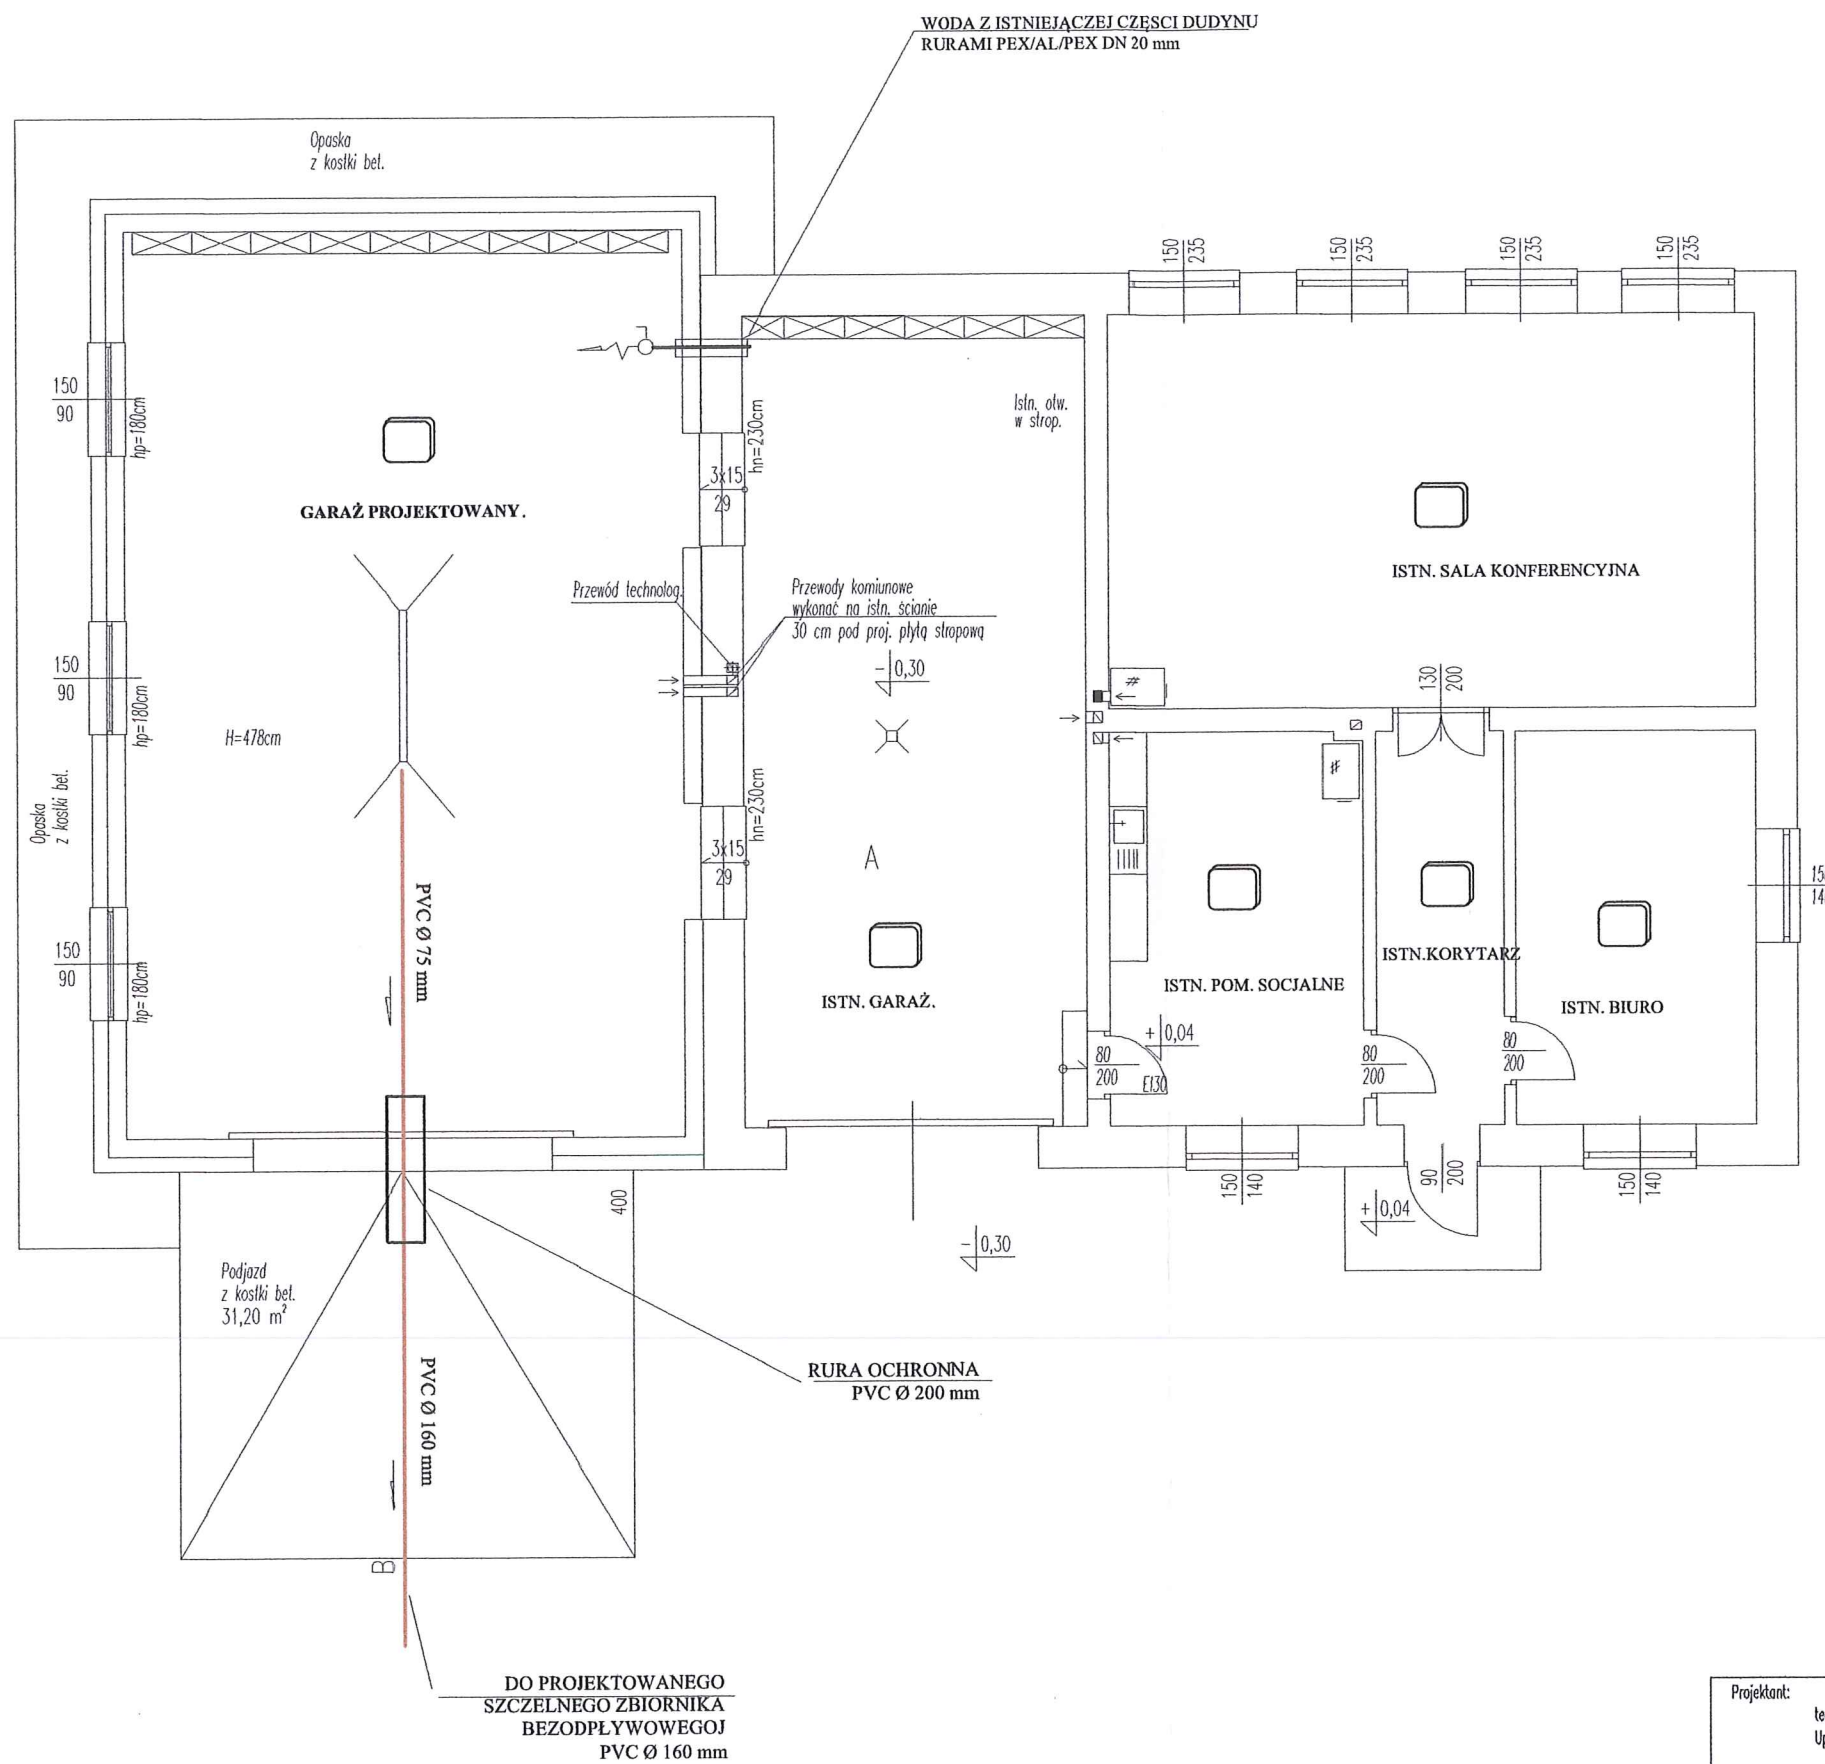 WODA Z ISTNIEJĄCZEJ CZĘSCI DUDYNU
RURAMI PEX/AL/PEX DN 20 mm
Opaska
z kostki bet.
150
235
150
235
150
235
150
235
150
90
hp=180cm
GARAŻ PROJEKTOWANY.
hn=230cm
3x15
29
Istn. otw.
w strop.
ISTN. SALA KONFERENCYJNA
Przewód technolog.
Przewody komiunowe
wykonać na istn. ścianie
30 cm pod proj. płytą stropową
- 0,30
150
90
hp=180cm
H=478cm
130
200
Opaska
z kostki bet.
hn=230cm
3x15
29
A
PVC Ø 75 mm
150
90
hp=180cm
ISTN. GARAŻ.
ISTN. POM. SOCJALNE
ISTN.KORYTARZ
ISTN. BIURO
+ 0,04
80
200
EI30
80
200
80
200
150
140
90
200
150
140
+ 0,04
400
- 0,30
Podjazd
z kostki bet.
31,20 m²
RURA OCHRONNA
PVC Ø 200 mm
PVC Ø 160 mm
B
DO PROJEKTOWANEGO
SZCZELNEGO ZBIORNIKA
BEZODPŁYWOWEGOJ
PVC Ø 160 mm
Projektant: